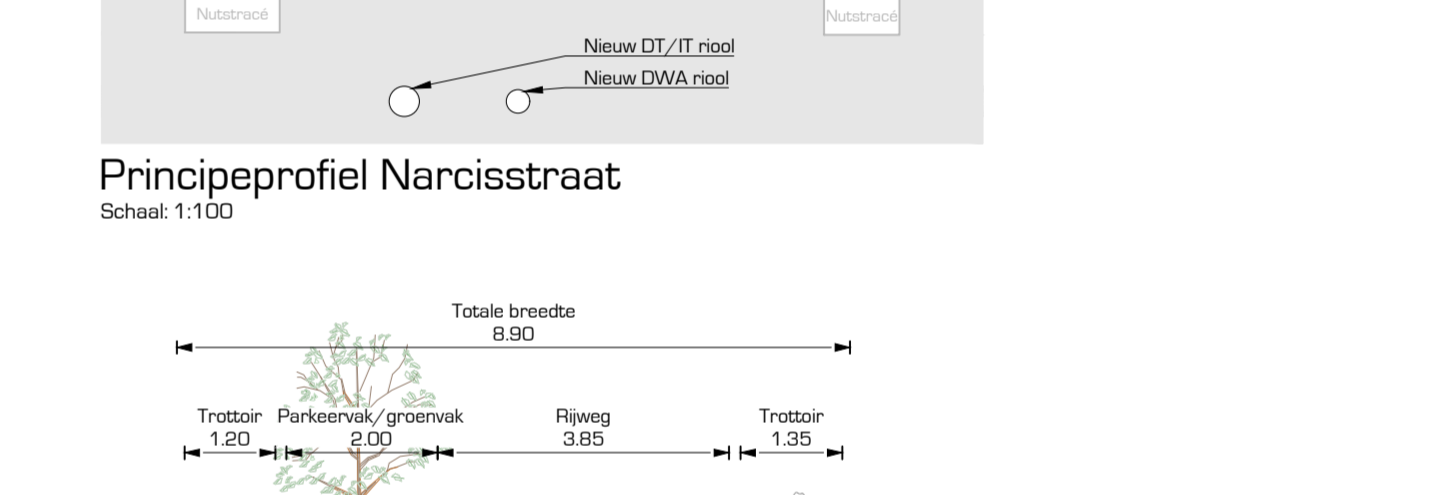 Nutstracé
Nutstracé
Nieuw DT/IT riool
Nieuw DWA riool
Principeprofiel Narcisstraat
Schaal: 1:100
Totale breedte
8.90
Trottoir Parkeervak/groenvak Rijweg Trottoir
1.20 2.00 3.85 1.35